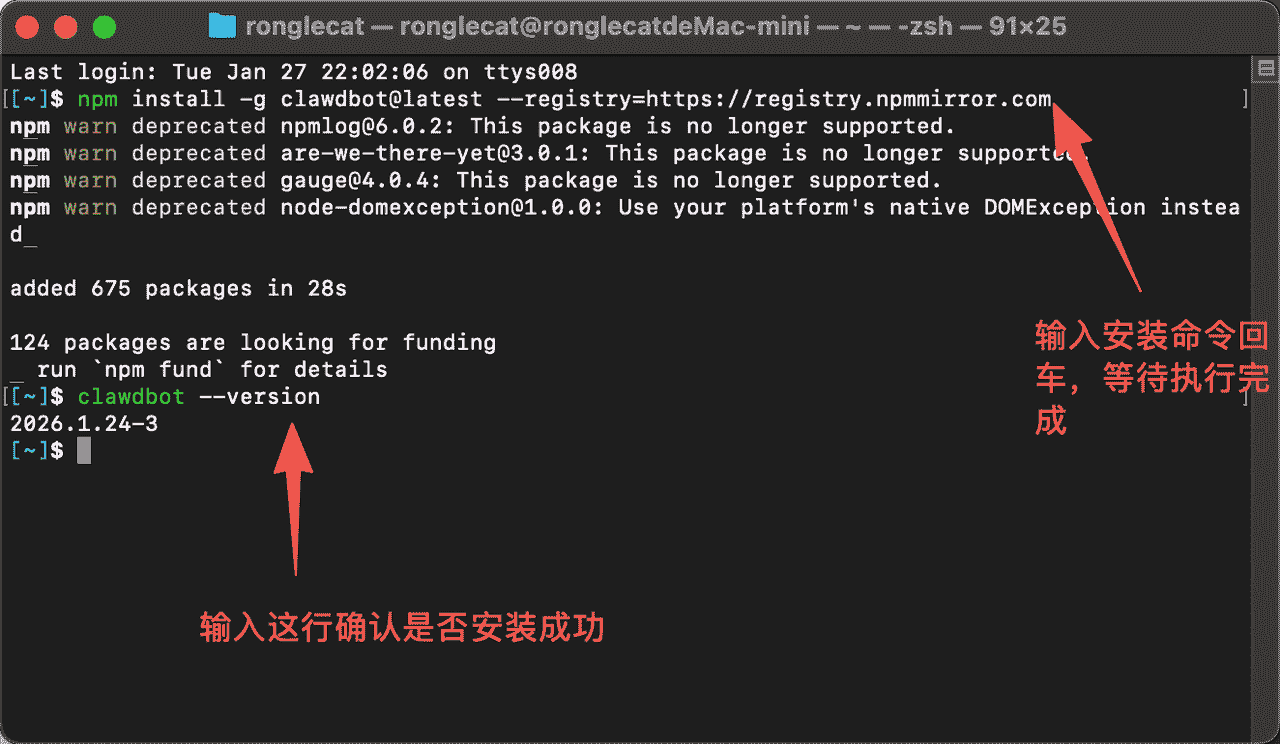 ronglecat — ronglecat@ronglecatdeMac-mini — ~ — -zsh — 91×25
Last login: Tue Jan 27 22:02:06 on ttys008
[[~]$ npm install -g clawdbot@latest --registry=https://registry.npmmirror.com ]
npm warn deprecated npmlog@6.0.2: This package is no longer supported.
npm warn deprecated are-we-there-yet@3.0.1: This package is no longer supported.
npm warn deprecated gauge@4.0.4: This package is no longer supported.
npm warn deprecated node-domexception@1.0.0: Use your platform's native DOMException instea
d_
added 675 packages in 28s
124 packages are looking for funding
_ run `npm fund` for details
[[~]$ clawdbot --version ]
2026.1.24-3
[~]$
输入安装命令回
车，等待执行完
成
输入这行确认是否安装成功